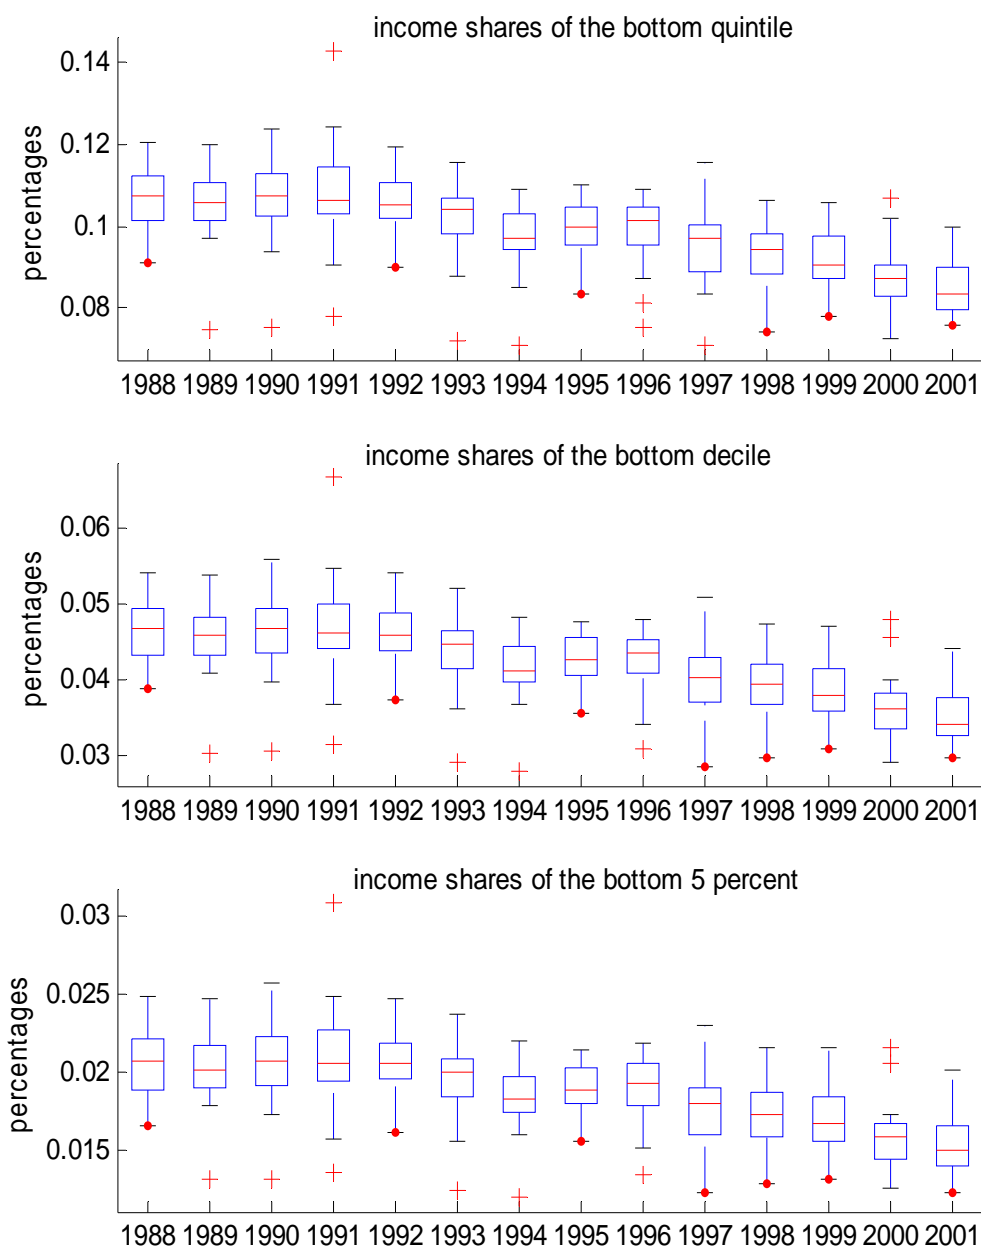 income shares of the bottom quintile
percentages
0.14
0.12
0.1
0.08
1988 1989 1990 1991 1992 1993 1994 1995 1996 1997 1998 1999 2000 2001
income shares of the bottom decile
percentages
0.06
0.05
0.04
0.03
1988 1989 1990 1991 1992 1993 1994 1995 1996 1997 1998 1999 2000 2001
income shares of the bottom 5 percent
percentages
0.03
0.025
0.02
0.015
1988 1989 1990 1991 1992 1993 1994 1995 1996 1997 1998 1999 2000 2001